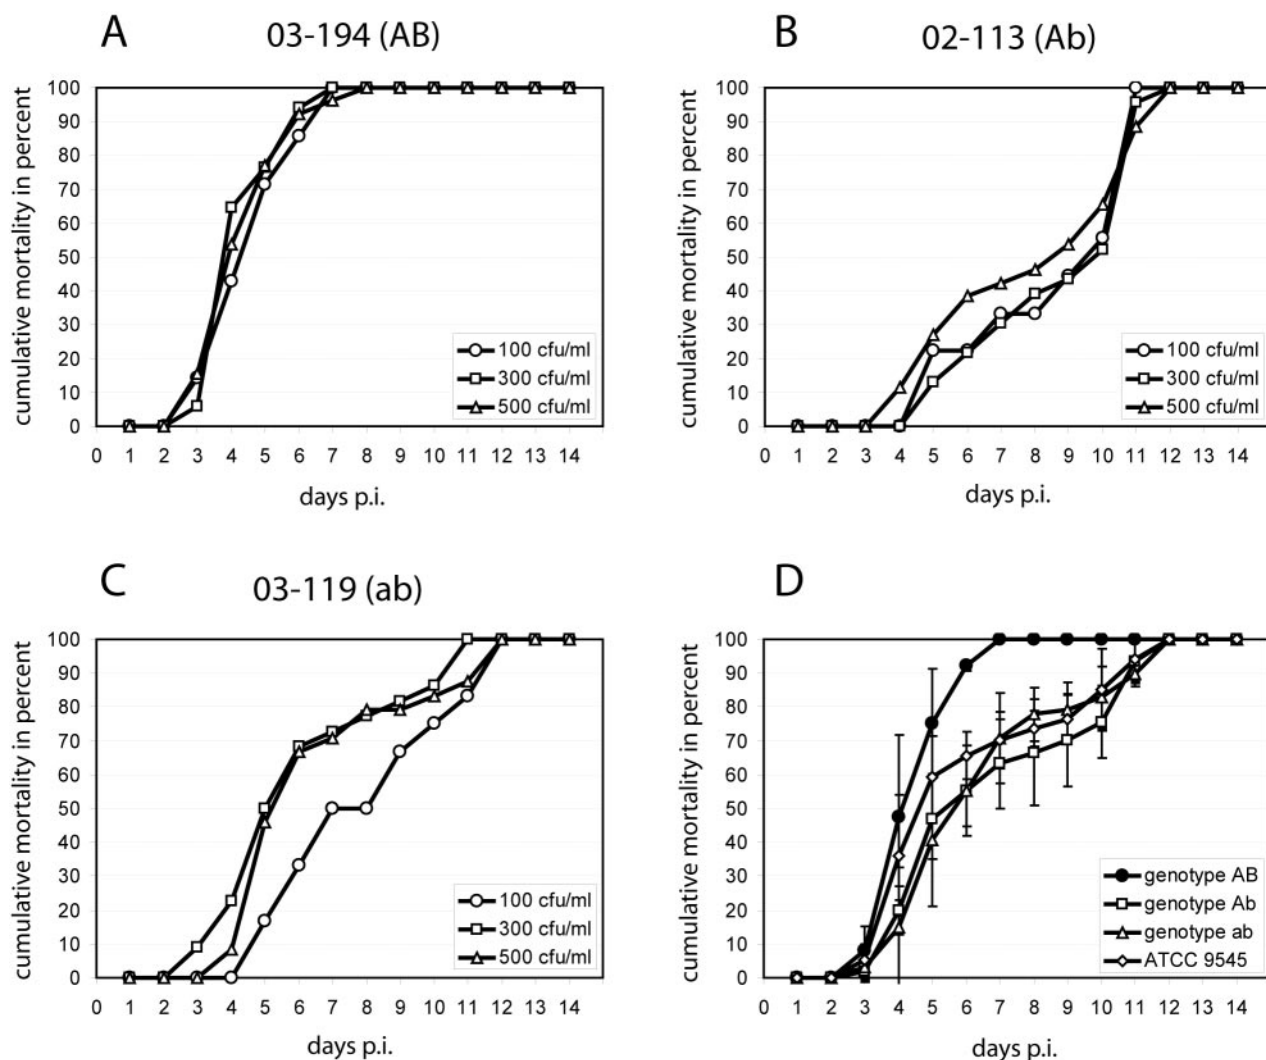 A
03-194 (AB)
cumulative mortality in percent
100
90
80
70
60
50
40
30
20
10
0
0 1 2 3 4 5 6 7 8 9 10 11 12 13 14
days p.i.
100 cfu/ml
300 cfu/ml
500 cfu/ml
B
02-113 (Ab)
cumulative mortality in percent
100
90
80
70
60
50
40
30
20
10
0
0 1 2 3 4 5 6 7 8 9 10 11 12 13 14
days p.i.
100 cfu/ml
300 cfu/ml
500 cfu/ml
C
03-119 (ab)
cumulative mortality in percent
100
90
80
70
60
50
40
30
20
10
0
0 1 2 3 4 5 6 7 8 9 10 11 12 13 14
days p.i.
100 cfu/ml
300 cfu/ml
500 cfu/ml
D
cumulative mortality in percent
100
90
80
70
60
50
40
30
20
10
0
0 1 2 3 4 5 6 7 8 9 10 11 12 13 14
days p.i.
genotype AB
genotype Ab
genotype ab
ATCC 9545